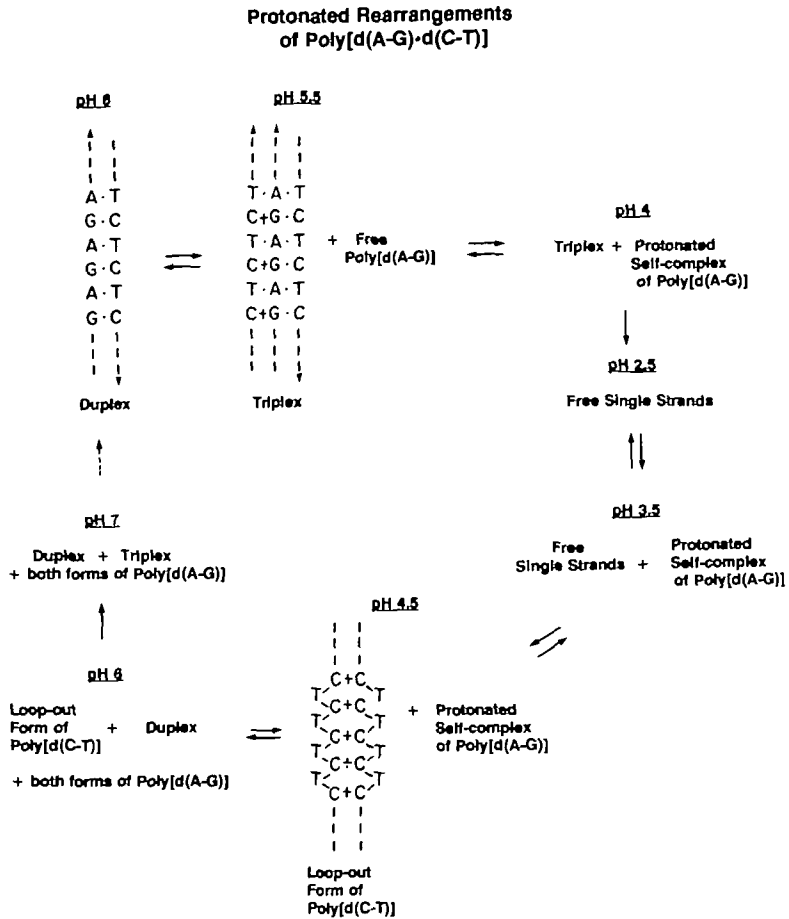 Protonated Rearrangements
of Poly[d(A-G)·d(C-T)]
pH 6
A·T
G·C
A·T
G·C
A·T
G·C
Duplex
pH 5.5
T·A·T
C+G·C
T·A·T
C+G·C
T·A·T
C+G·C
Triplex
+ Free
Poly[d(A-G)]
pH 4
Triplex + Protonated
Self-complex
of Poly[d(A-G)]
pH 2.5
Free Single Strands
pH 3.5
Free
Single Strands + Protonated
Self-complex
of Poly[d(A-G)]
pH 4.5
C+C
T T
C+C
T T
C+C
T T
C+C
T T
C+C
Loop-out
Form of
Poly[d(C-T)]
+ Protonated
Self-complex
of Poly[d(A-G)]
pH 6
Loop-out
Form of
Poly[d(C-T)] + Duplex
+ both forms of Poly[d(A-G)]
pH 7
Duplex + Triplex
+ both forms of Poly[d(A-G)]